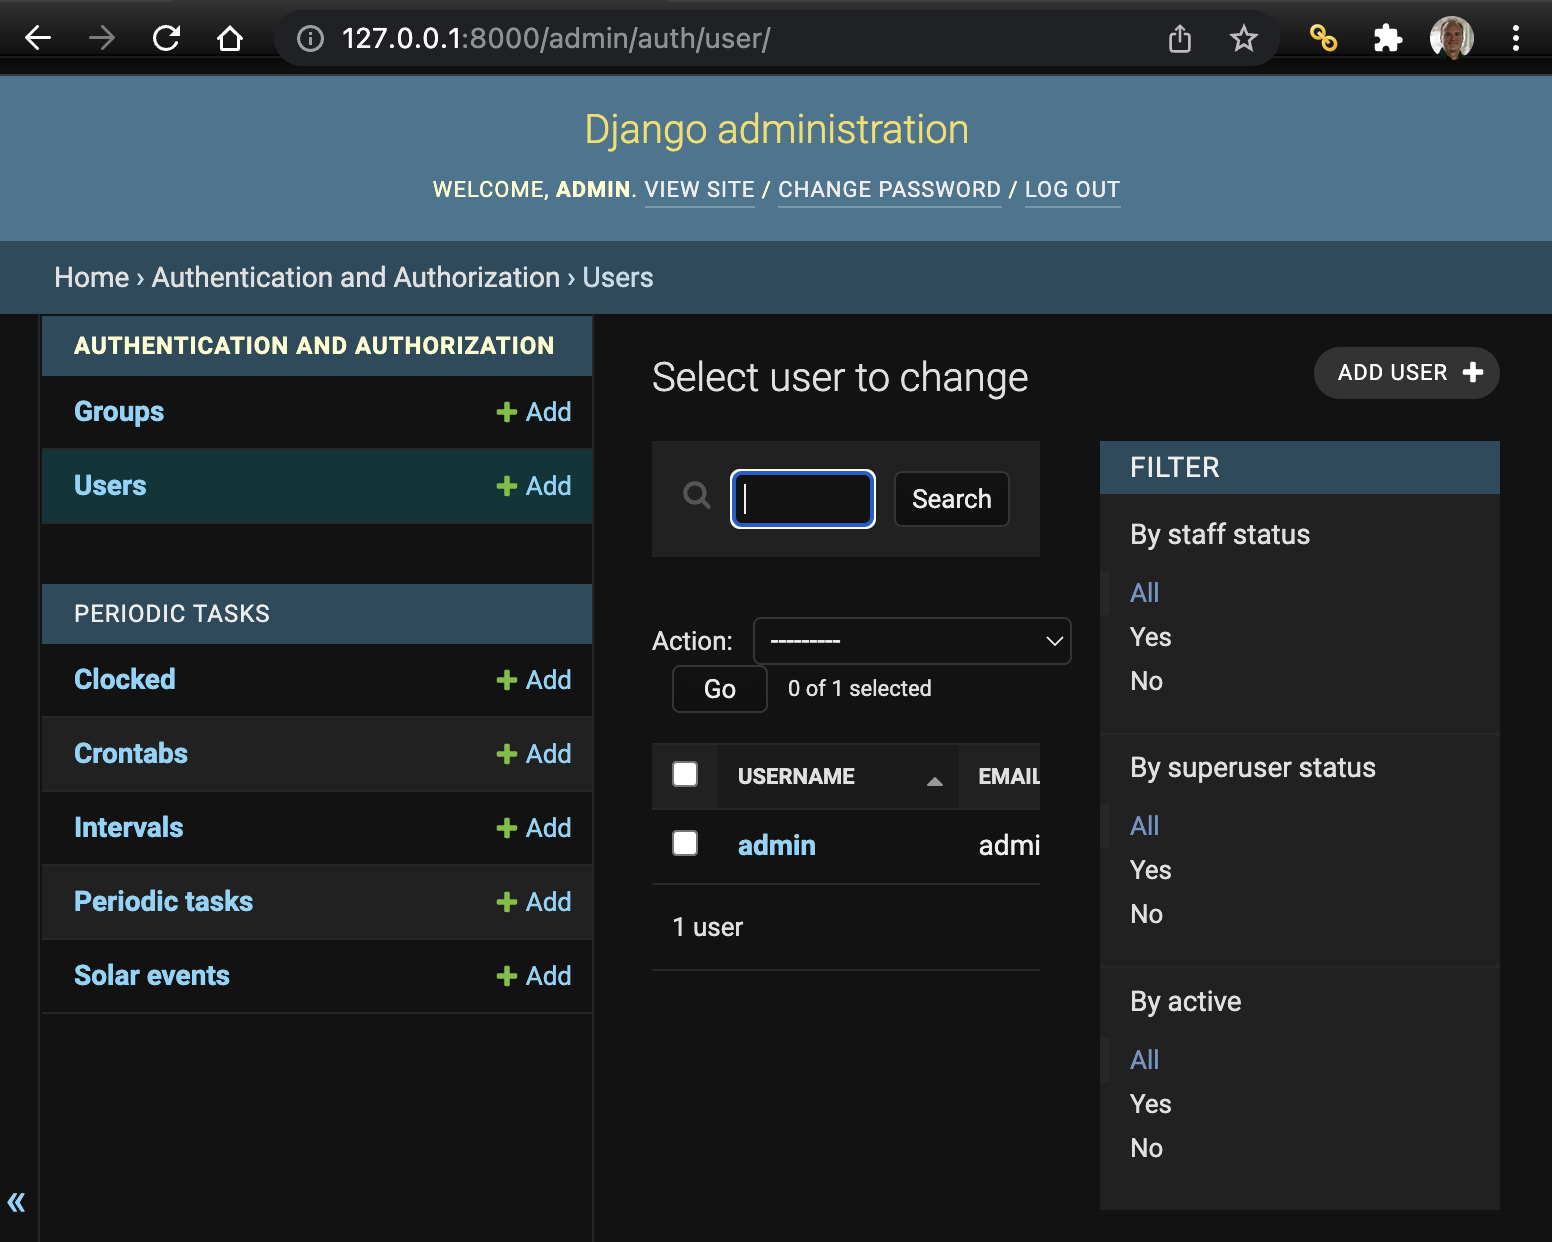 127.0.0.1:8000/admin/auth/user/
Django administration
WELCOME, ADMIN. VIEW SITE / CHANGE PASSWORD / LOG OUT
Home › Authentication and Authorization › Users
AUTHENTICATION AND AUTHORIZATION
Groups + Add
Users + Add
PERIODIC TASKS
Clocked + Add
Crontabs + Add
Intervals + Add
Periodic tasks + Add
Solar events + Add
«
Select user to change
ADD USER +
Search
Action: ---------
Go 0 of 1 selected
USERNAME EMAIL
admin admi
1 user
FILTER
By staff status
All
Yes
No
By superuser status
All
Yes
No
By active
All
Yes
No